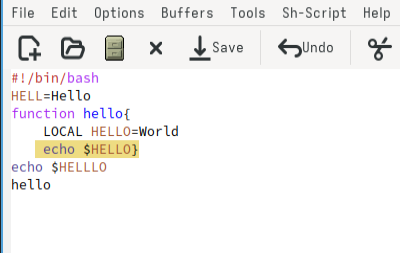 File Edit Options Buffers Tools Sh-Script Help
Save Undo
#!/bin/bash
HELL=Hello
function hello{
LOCAL HELLO=World
echo $HELLO}
echo $HELLLO
hello